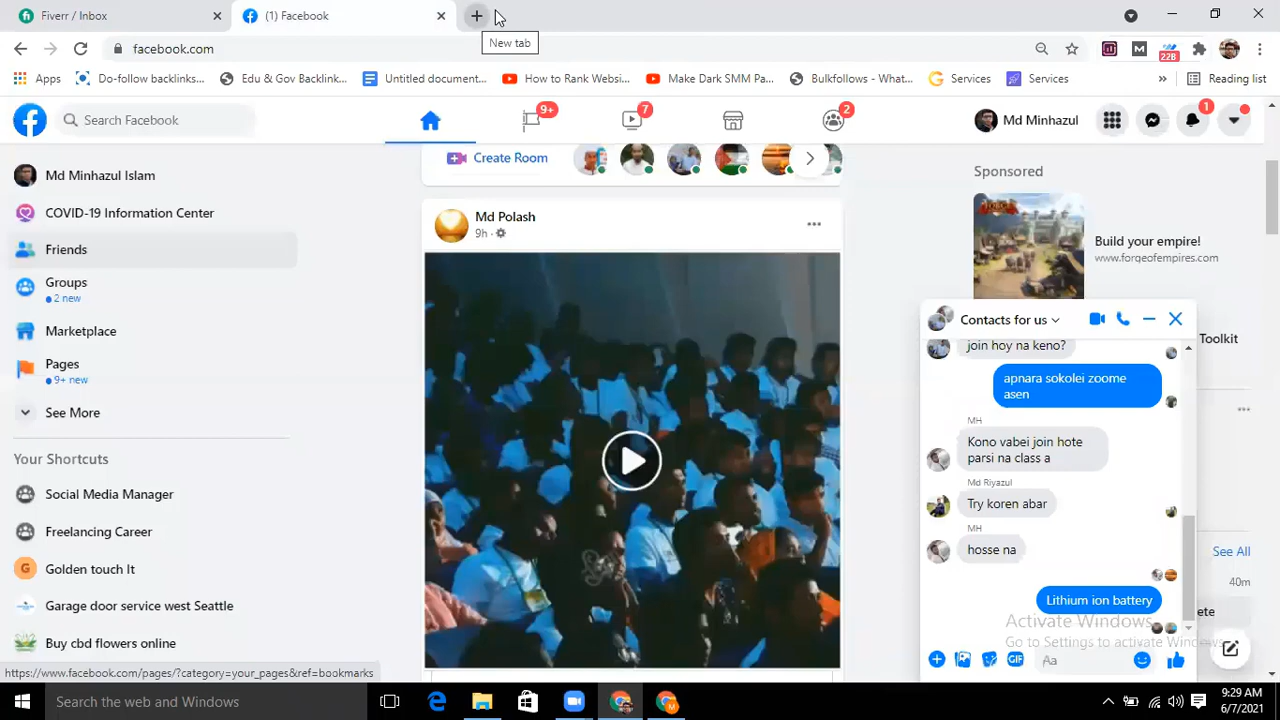 Fiverr / Inbox
(1) Facebook
New tab
facebook.com
22B
Apps
Do-follow backlinks...
Edu & Gov Backlink...
Untitled document...
How to Rank Websi...
Make Dark SMM Pa...
Bulkfollows - What...
Services
Services
»
Reading list
Search Facebook
9+
7
2
Md Minhazul
1
Md Minhazul Islam
COVID-19 Information Center
Friends
Groups
2 new
Marketplace
Pages
9+ new
See More
Your Shortcuts
Social Media Manager
Freelancing Career
G
Golden touch It
Garage door service west Seattle
Buy cbd flowers online
https://www.facebook.com/pages/?category=your_pages&ref=bookmarks
Create Room
Md Polash
9h ·
Sponsored
Build your empire!
www.forgeofempires.com
Toolkit
See All
40m
Contacts for us
join hoy na keno?
apnara sokolei zoome
asen
MH
Kono vabei join hote
parsi na class a
Md Riyazul
Try koren abar
MH
hosse na
Lithium ion battery
Activate Windows
Go to Settings to activate Windows.
GIF
Aa
Search the web and Windows
9:29 AM
6/7/2021